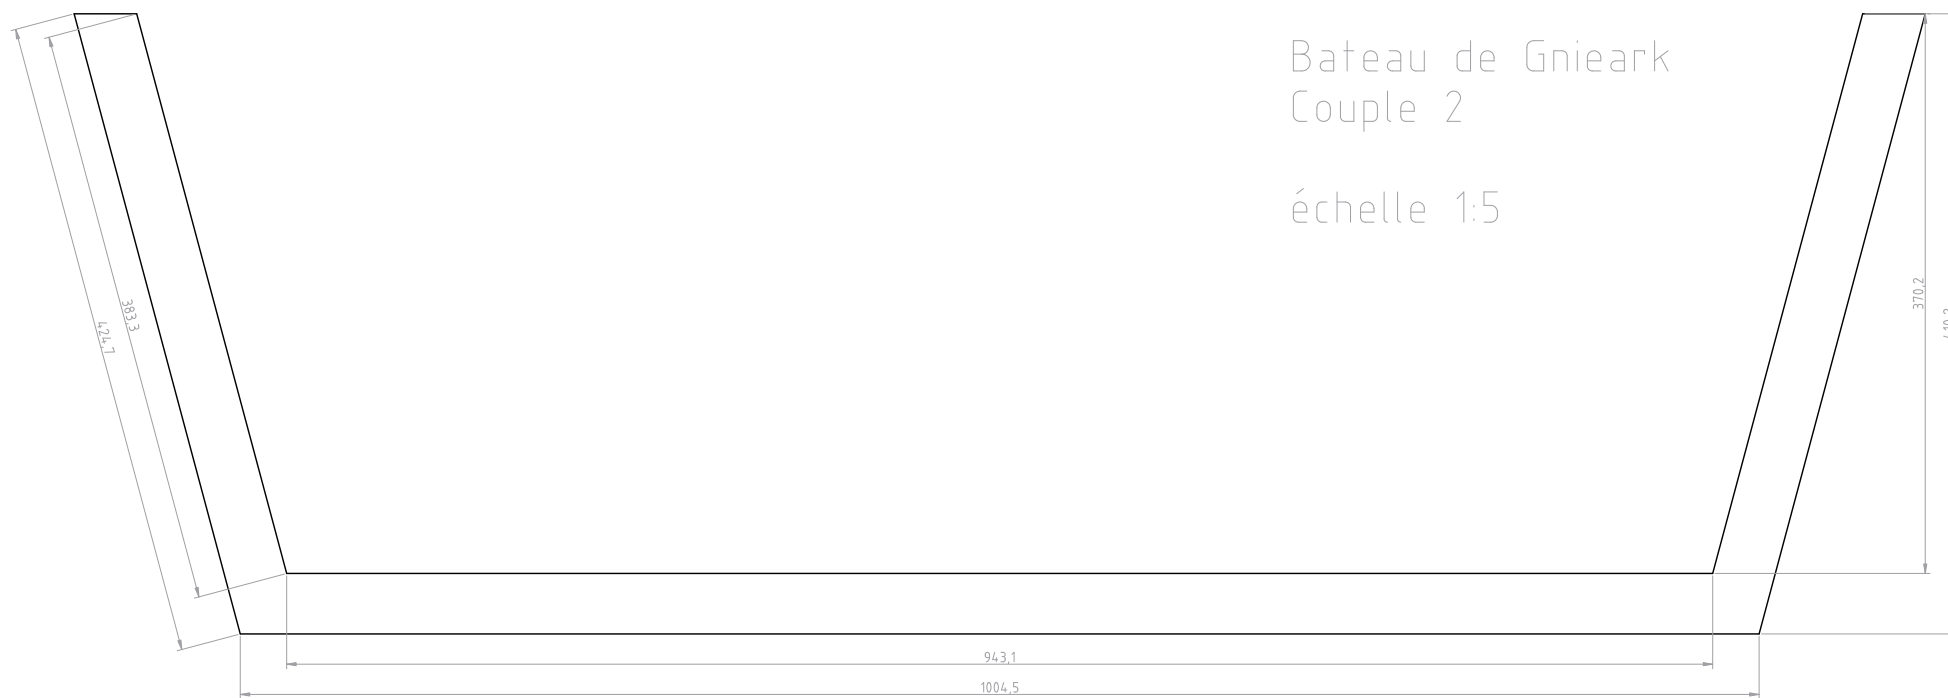 Bateau de Gnieark
Couple 2
échelle 1:5
370,2
383,3
424,7
943,1
1004,5